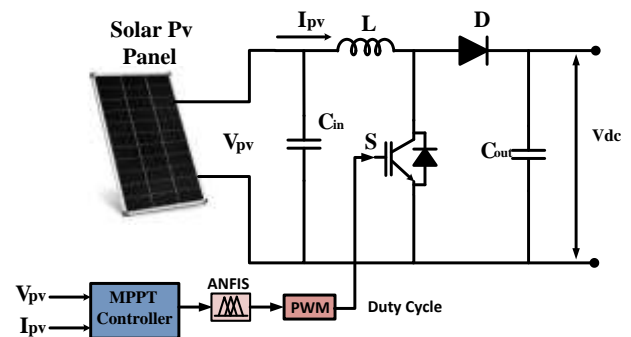 Solar Pv
Panel
Ipv
L
D
Cin
Vpv
S
Cout
Vdc
ANFIS
Vpv
Ipv
MPPT
Controller
PWM
Duty Cycle